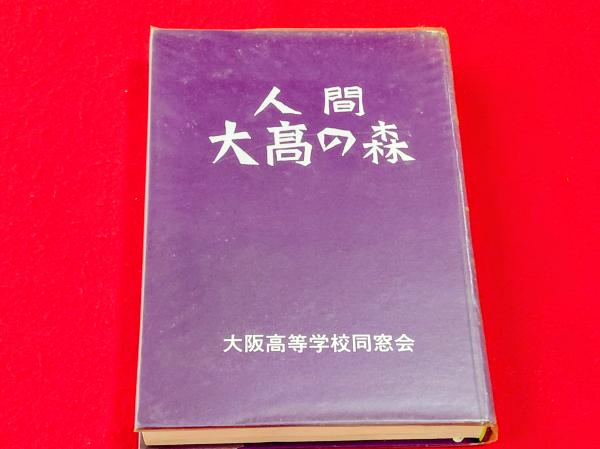 人間
大髙の森
大阪高等学校同窓会